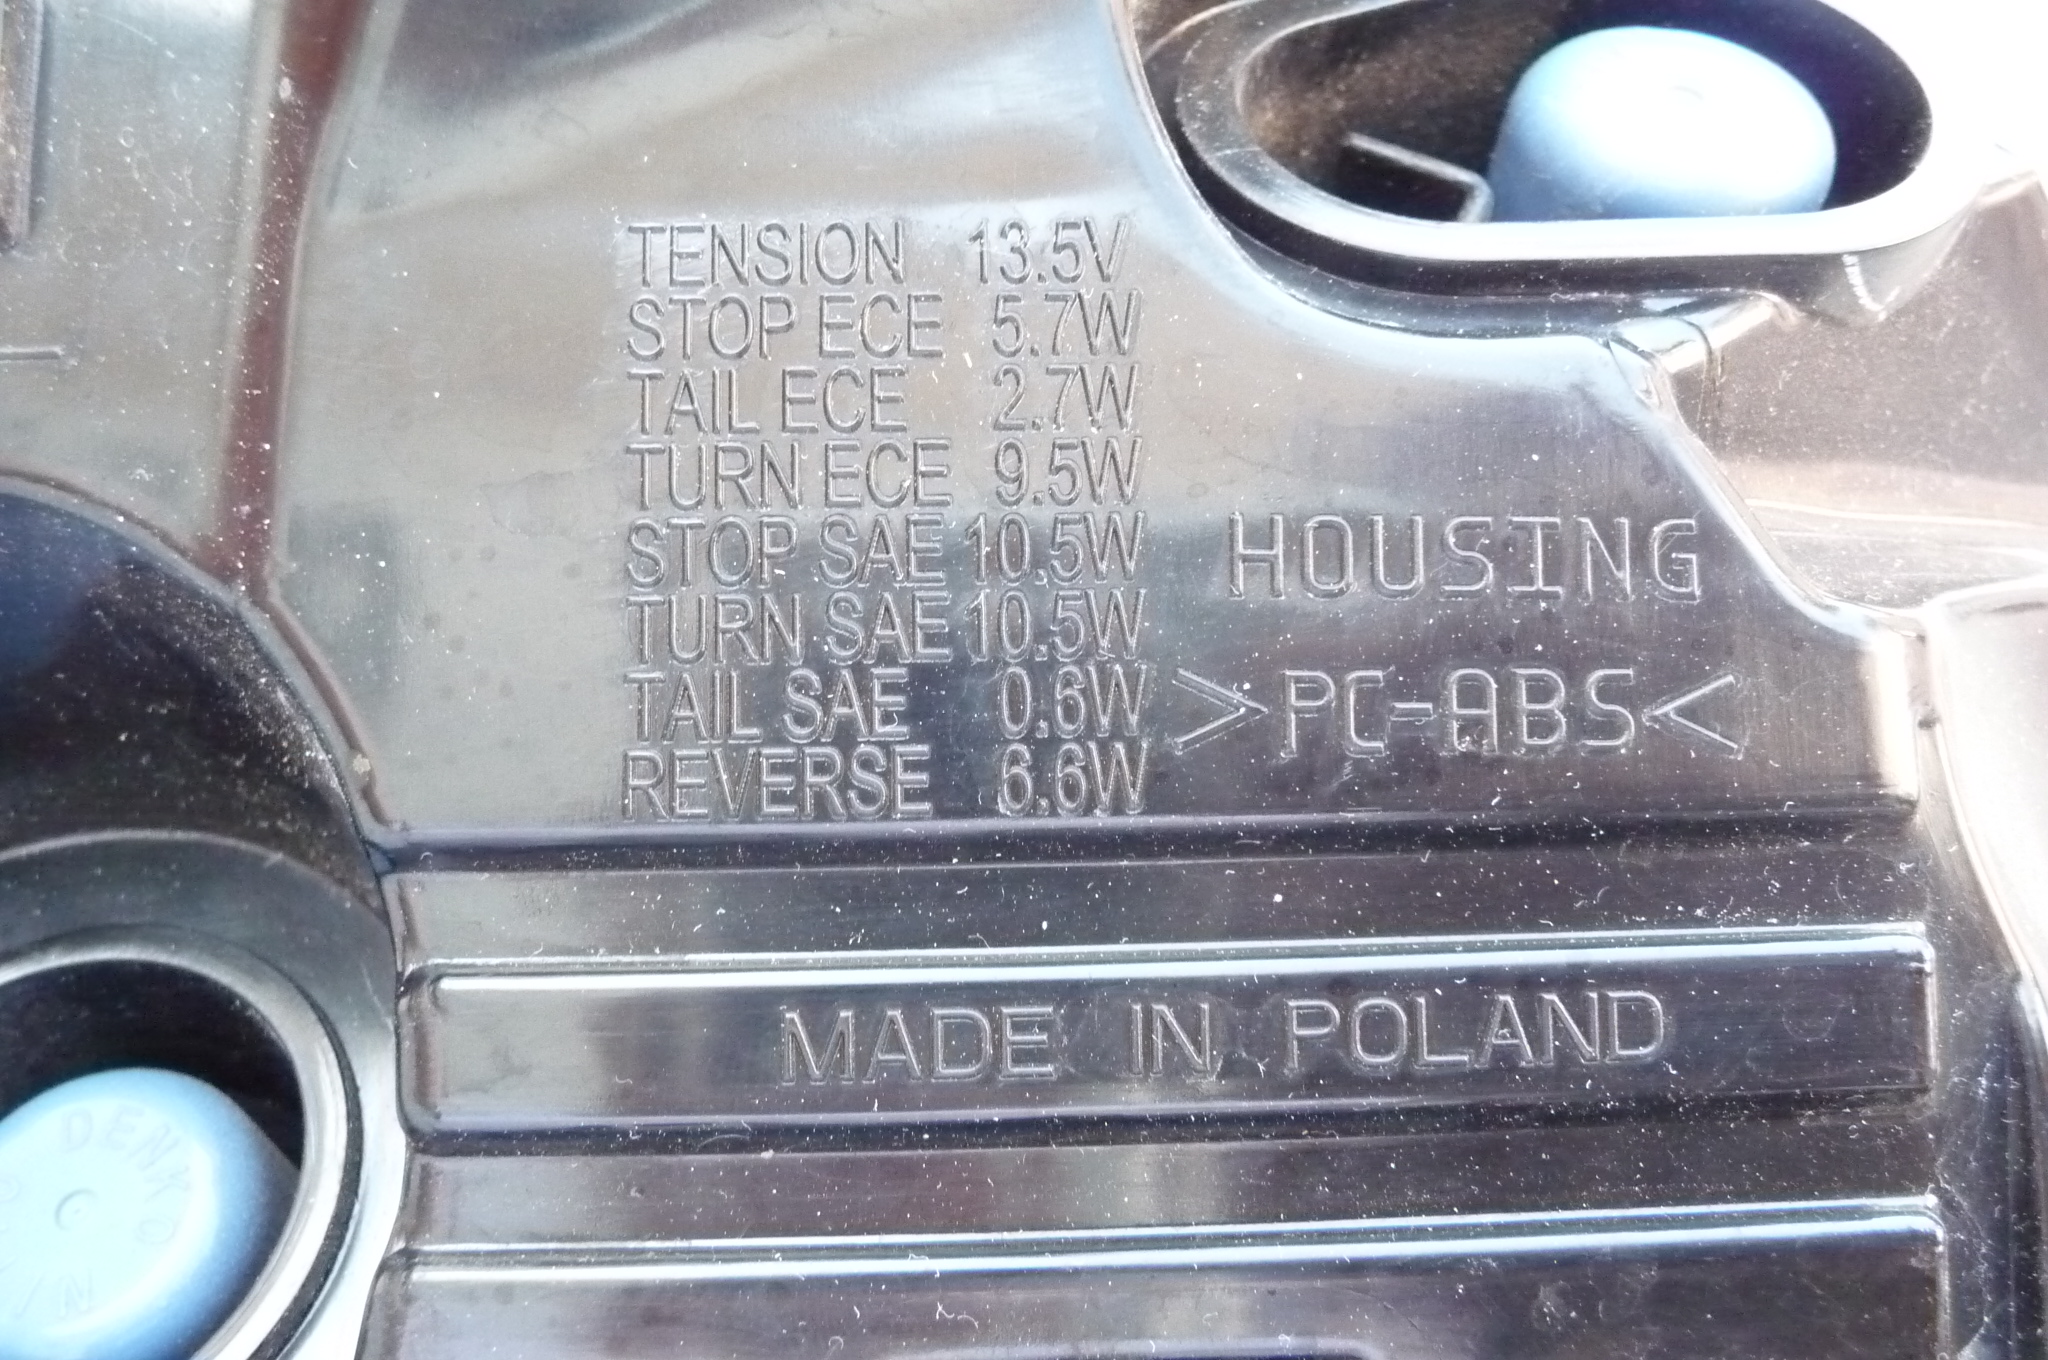 TENSION 13.5V
STOP ECE 5.7W
TAIL ECE 2.7W
TURN ECE 9.5W
STOP SAE 10.5W
TURN SAE 10.5W
TAIL SAE 0.6W
REVERSE 6.6W
HOUSING
>PC-ABS<
MADE IN POLAND
DENKO